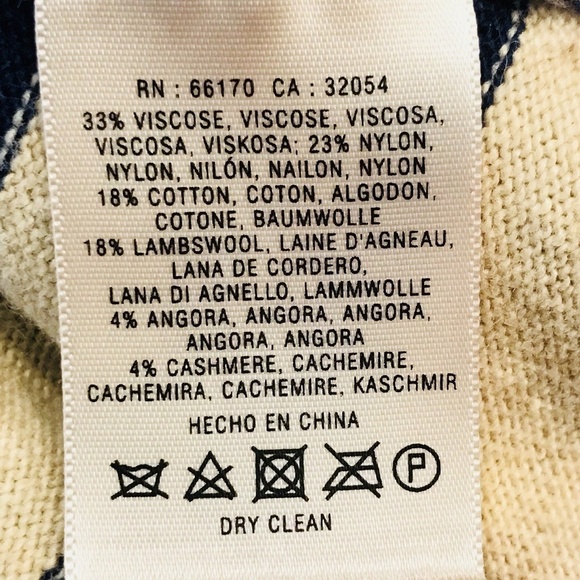 RN : 66170 CA : 32054
33% VISCOSE, VISCOSE, VISCOSA,
VISCOSA, VISKOSA; 23% NYLON,
NYLON, NILÓN, NAILON, NYLON
18% COTTON, COTON, ALGODON,
COTONE, BAUMWOLLE
18% LAMBSWOOL, LAINE D'AGNEAU,
LANA DE CORDERO,
LANA DI AGNELLO, LAMMWOLLE
4% ANGORA, ANGORA, ANGORA,
ANGORA, ANGORA
4% CASHMERE, CACHEMIRE,
CACHEMIRA, CACHEMIRE, KASCHMIR
HECHO EN CHINA
P
DRY CLEAN